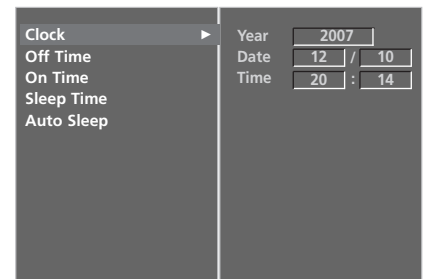 Clock ►
Off Time
On Time
Sleep Time
Auto Sleep
Year 2007
Date 12 / 10
Time 20 : 14